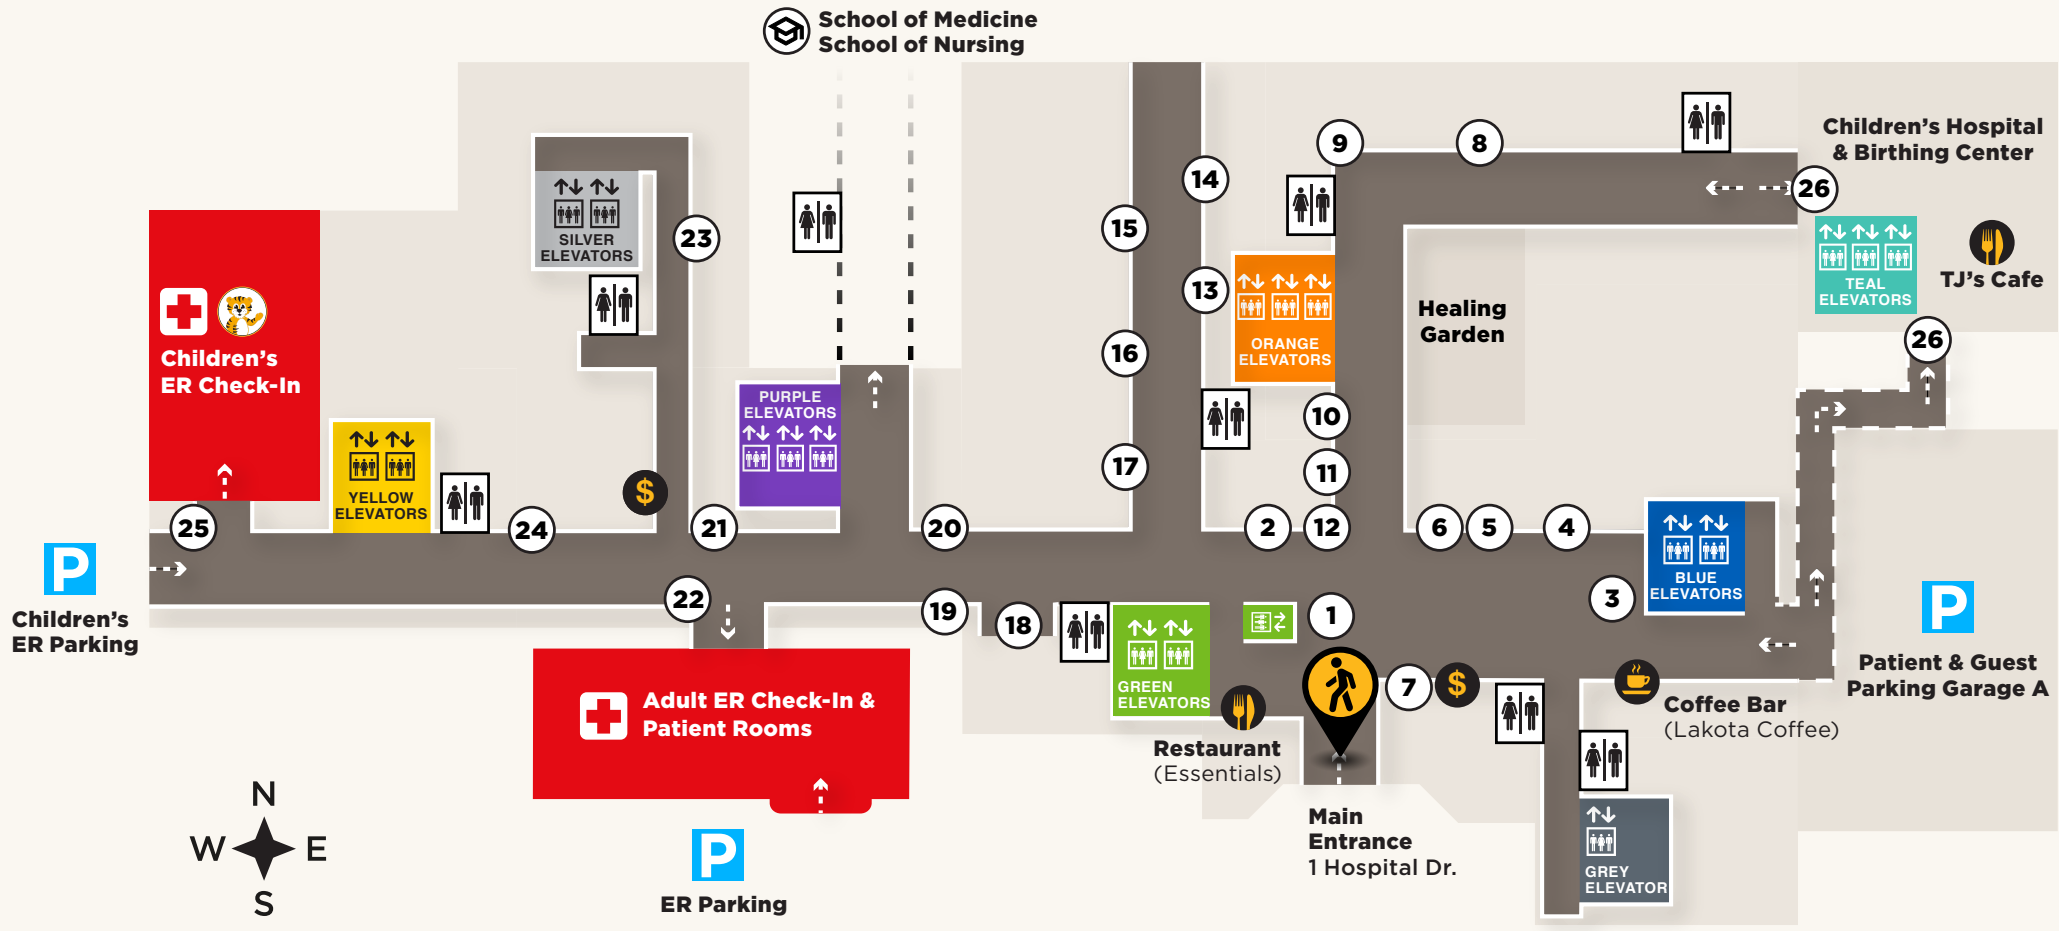 School of Medicine
School of Nursing
Children's Hospital
& Birthing Center
9
8
26
14
15
23
SILVER
ELEVATORS
13
TEAL
ELEVATORS
TJ's Cafe
Healing
Garden
ORANGE
ELEVATORS
16
26
Children's
ER Check-In
PURPLE
ELEVATORS
10
17
11
YELLOW
ELEVATORS
$
25
24
21
20
2
12
6
5
4
BLUE
ELEVATORS
P
Children's
ER Parking
22
19
18
1
3
P
Patient & Guest
Parking Garage A
GREEN
ELEVATORS
7
$
Adult ER Check-In &
Patient Rooms
Coffee Bar
(Lakota Coffee)
Restaurant
(Essentials)
Main
Entrance
1 Hospital Dr.
GREY
ELEVATOR
N
W
E
S
P
ER Parking